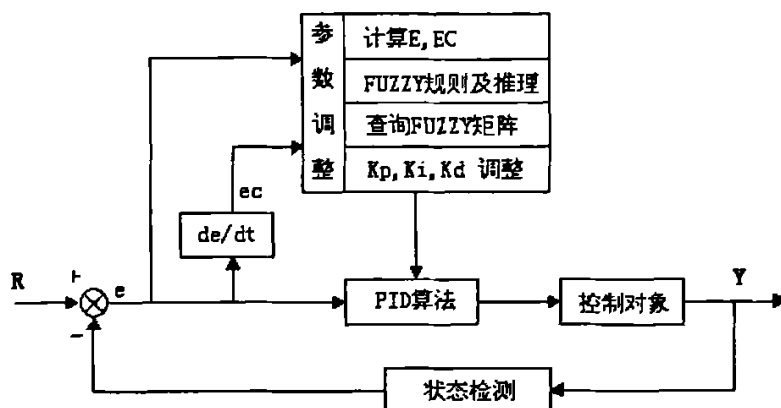 参数调整
计算E,EC
FUZZY规则及推理
查询FUZZY矩阵
Kp,Ki,Kd 调整
ec
de/dt
R
+
e
−
PID算法
控制对象
Y
状态检测